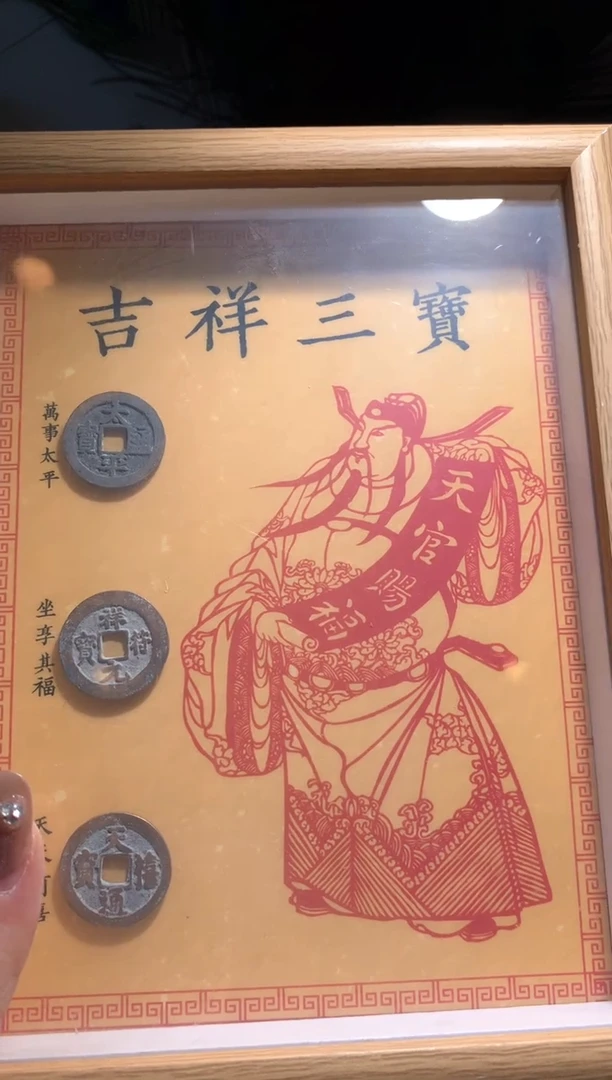 吉祥三寶
萬事太平
太平通寶
坐享其福
祥符元寶
天禧通寶
天官賜福